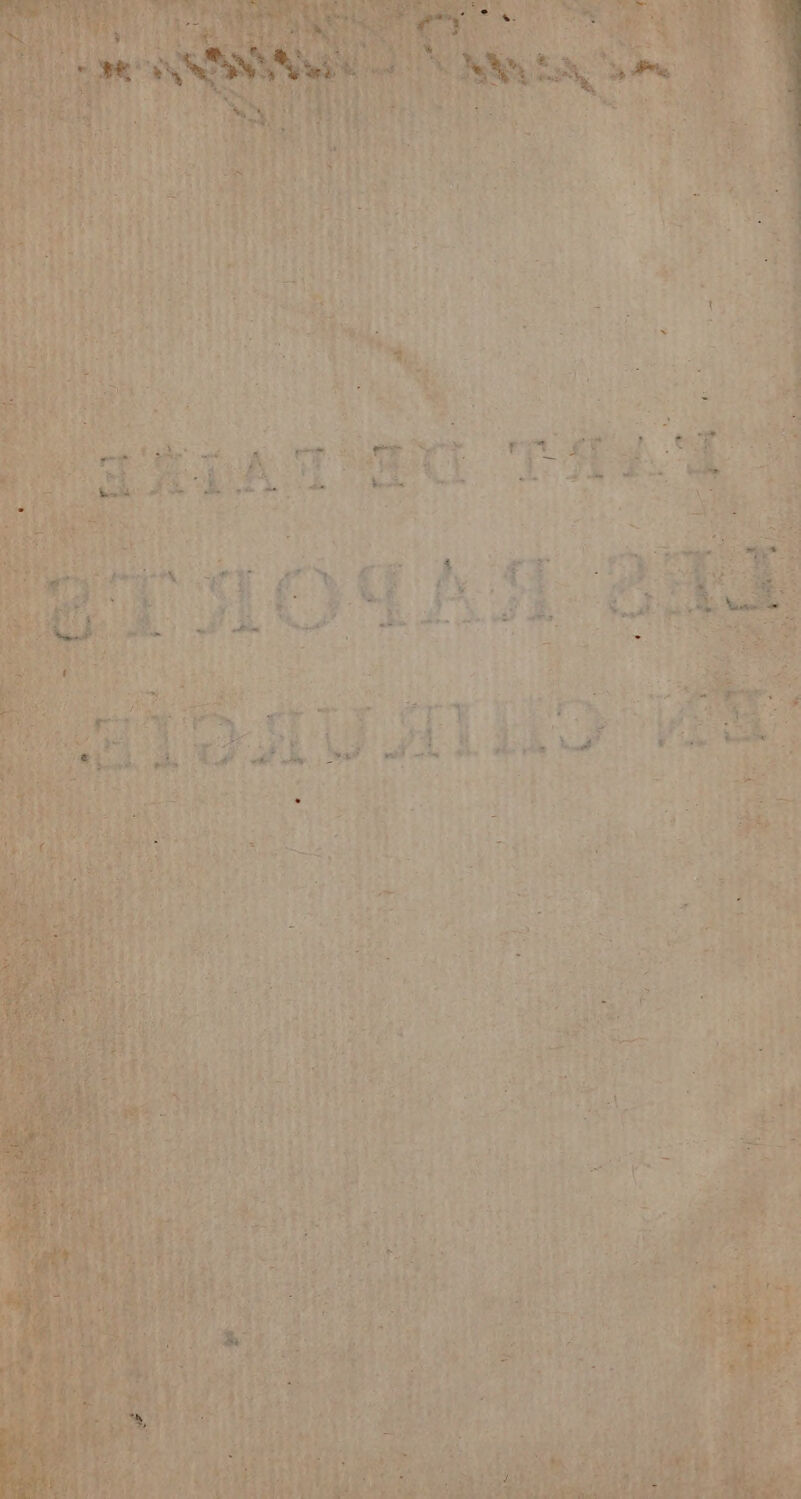 L'ART DE FAIRE
LES RAPORTS
EN CHIRURGIE